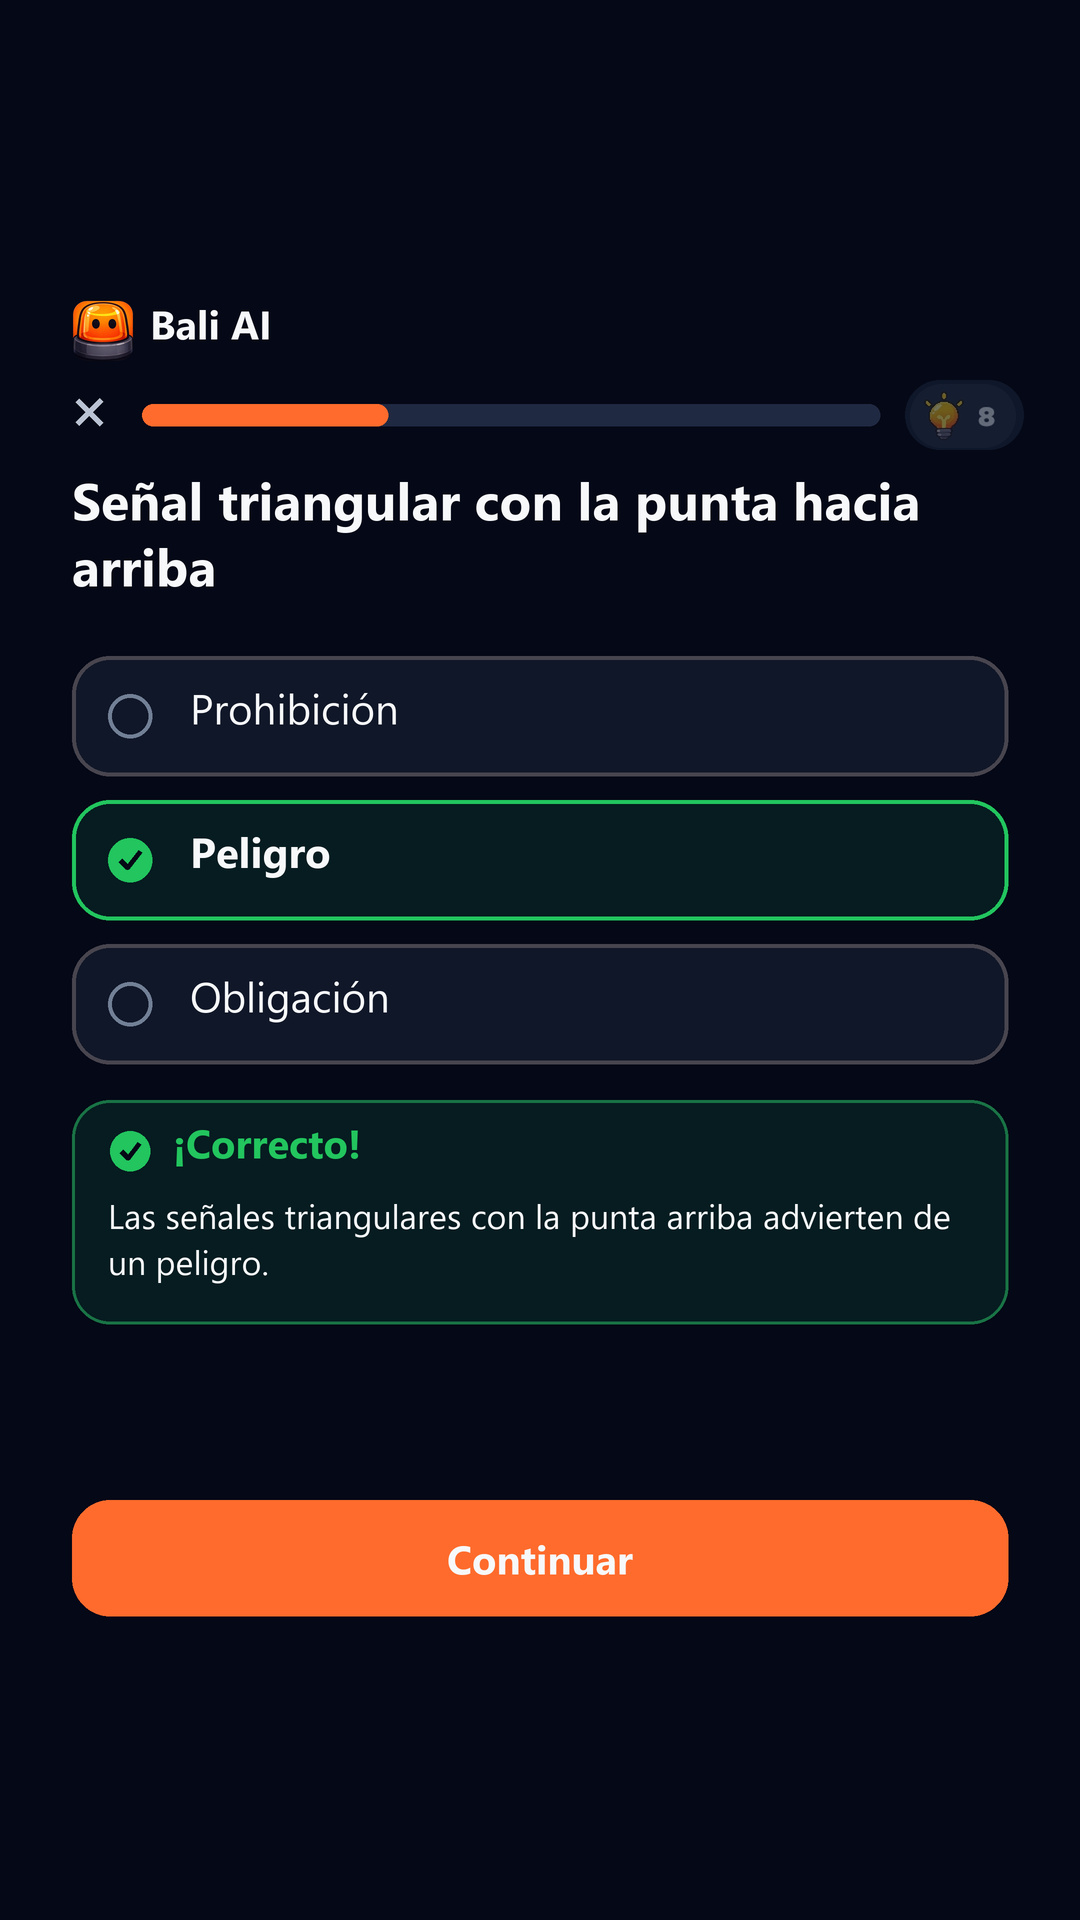 Bali AI
8
Señal triangular con la punta hacia
arriba
Prohibición
Peligro
Obligación
¡Correcto!
Las señales triangulares con la punta arriba advierten de
un peligro.
Continuar